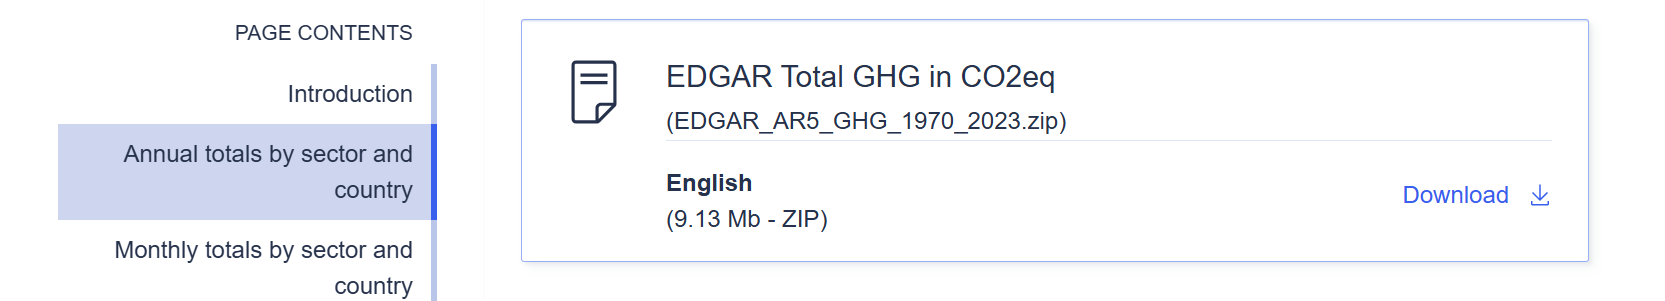 PAGE CONTENTS
Introduction
Annual totals by sector and
country
Monthly totals by sector and
country
EDGAR Total GHG in CO2eq
(EDGAR_AR5_GHG_1970_2023.zip)
English
(9.13 Mb - ZIP)
Download